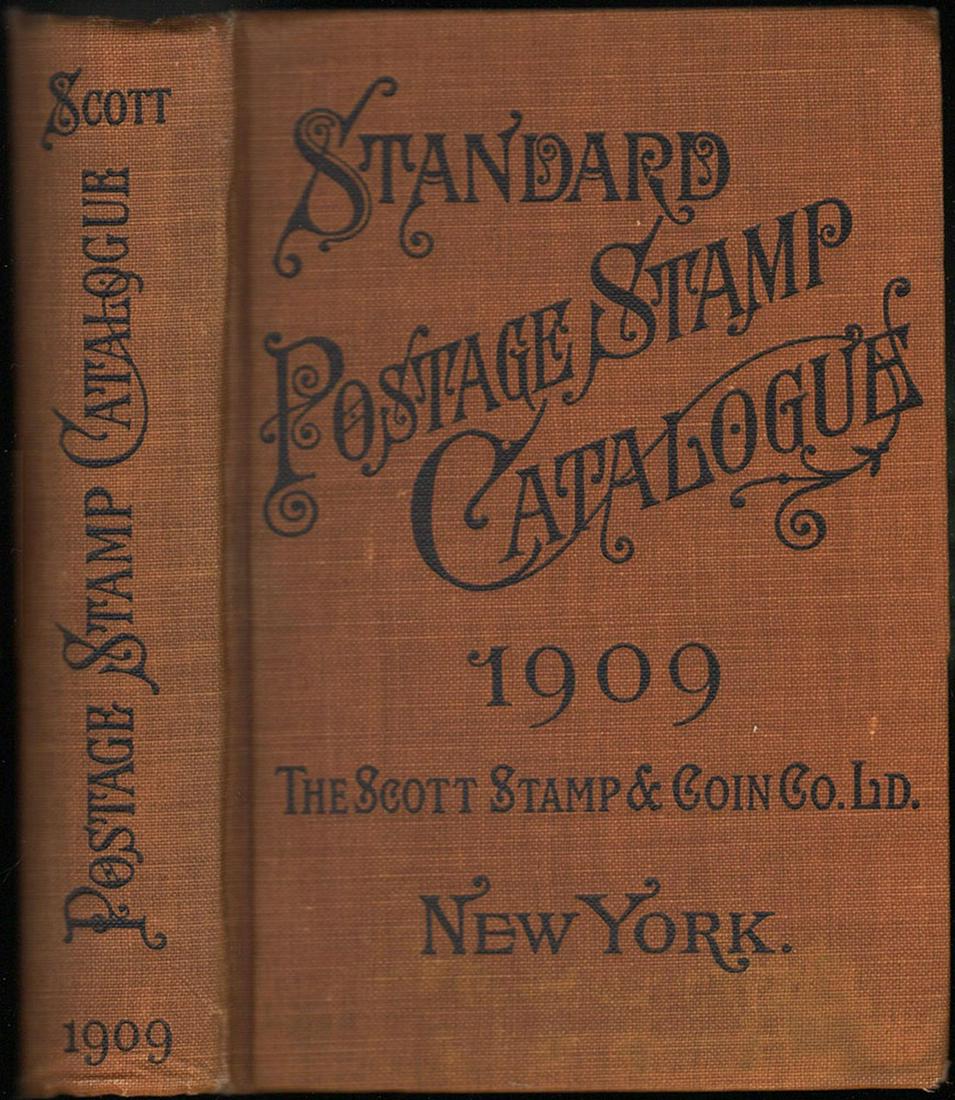 SCOTT
POSTAGE STAMP CATALOGUE
1909
STANDARD
POSTAGE STAMP
CATALOGUE
1909
THE SCOTT STAMP & COIN CO. LD.
NEW YORK.